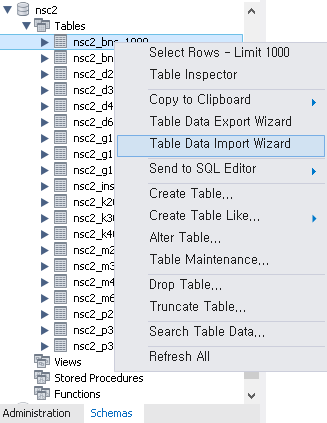 nsc2
Tables
nsc2_bnc_1000
Select Rows - Limit 1000
nsc2_bn
Table Inspector
nsc2_d2
nsc2_d3
Copy to Clipboard
nsc2_d4
Table Data Export Wizard
nsc2_d6
nsc2_g1
Table Data Import Wizard
nsc2_g1
nsc2_g1
Send to SQL Editor
nsc2_ins
Create Table...
nsc2_k20
nsc2_k30
Create Table Like...
nsc2_k40
Alter Table...
nsc2_m2
nsc2_m3
Table Maintenance...
nsc2_m4
Drop Table...
nsc2_m6
nsc2_p2
Truncate Table...
nsc2_p3
Search Table Data...
nsc2_p3
Views
Refresh All
Stored Procedures
Functions
Administration
Schemas